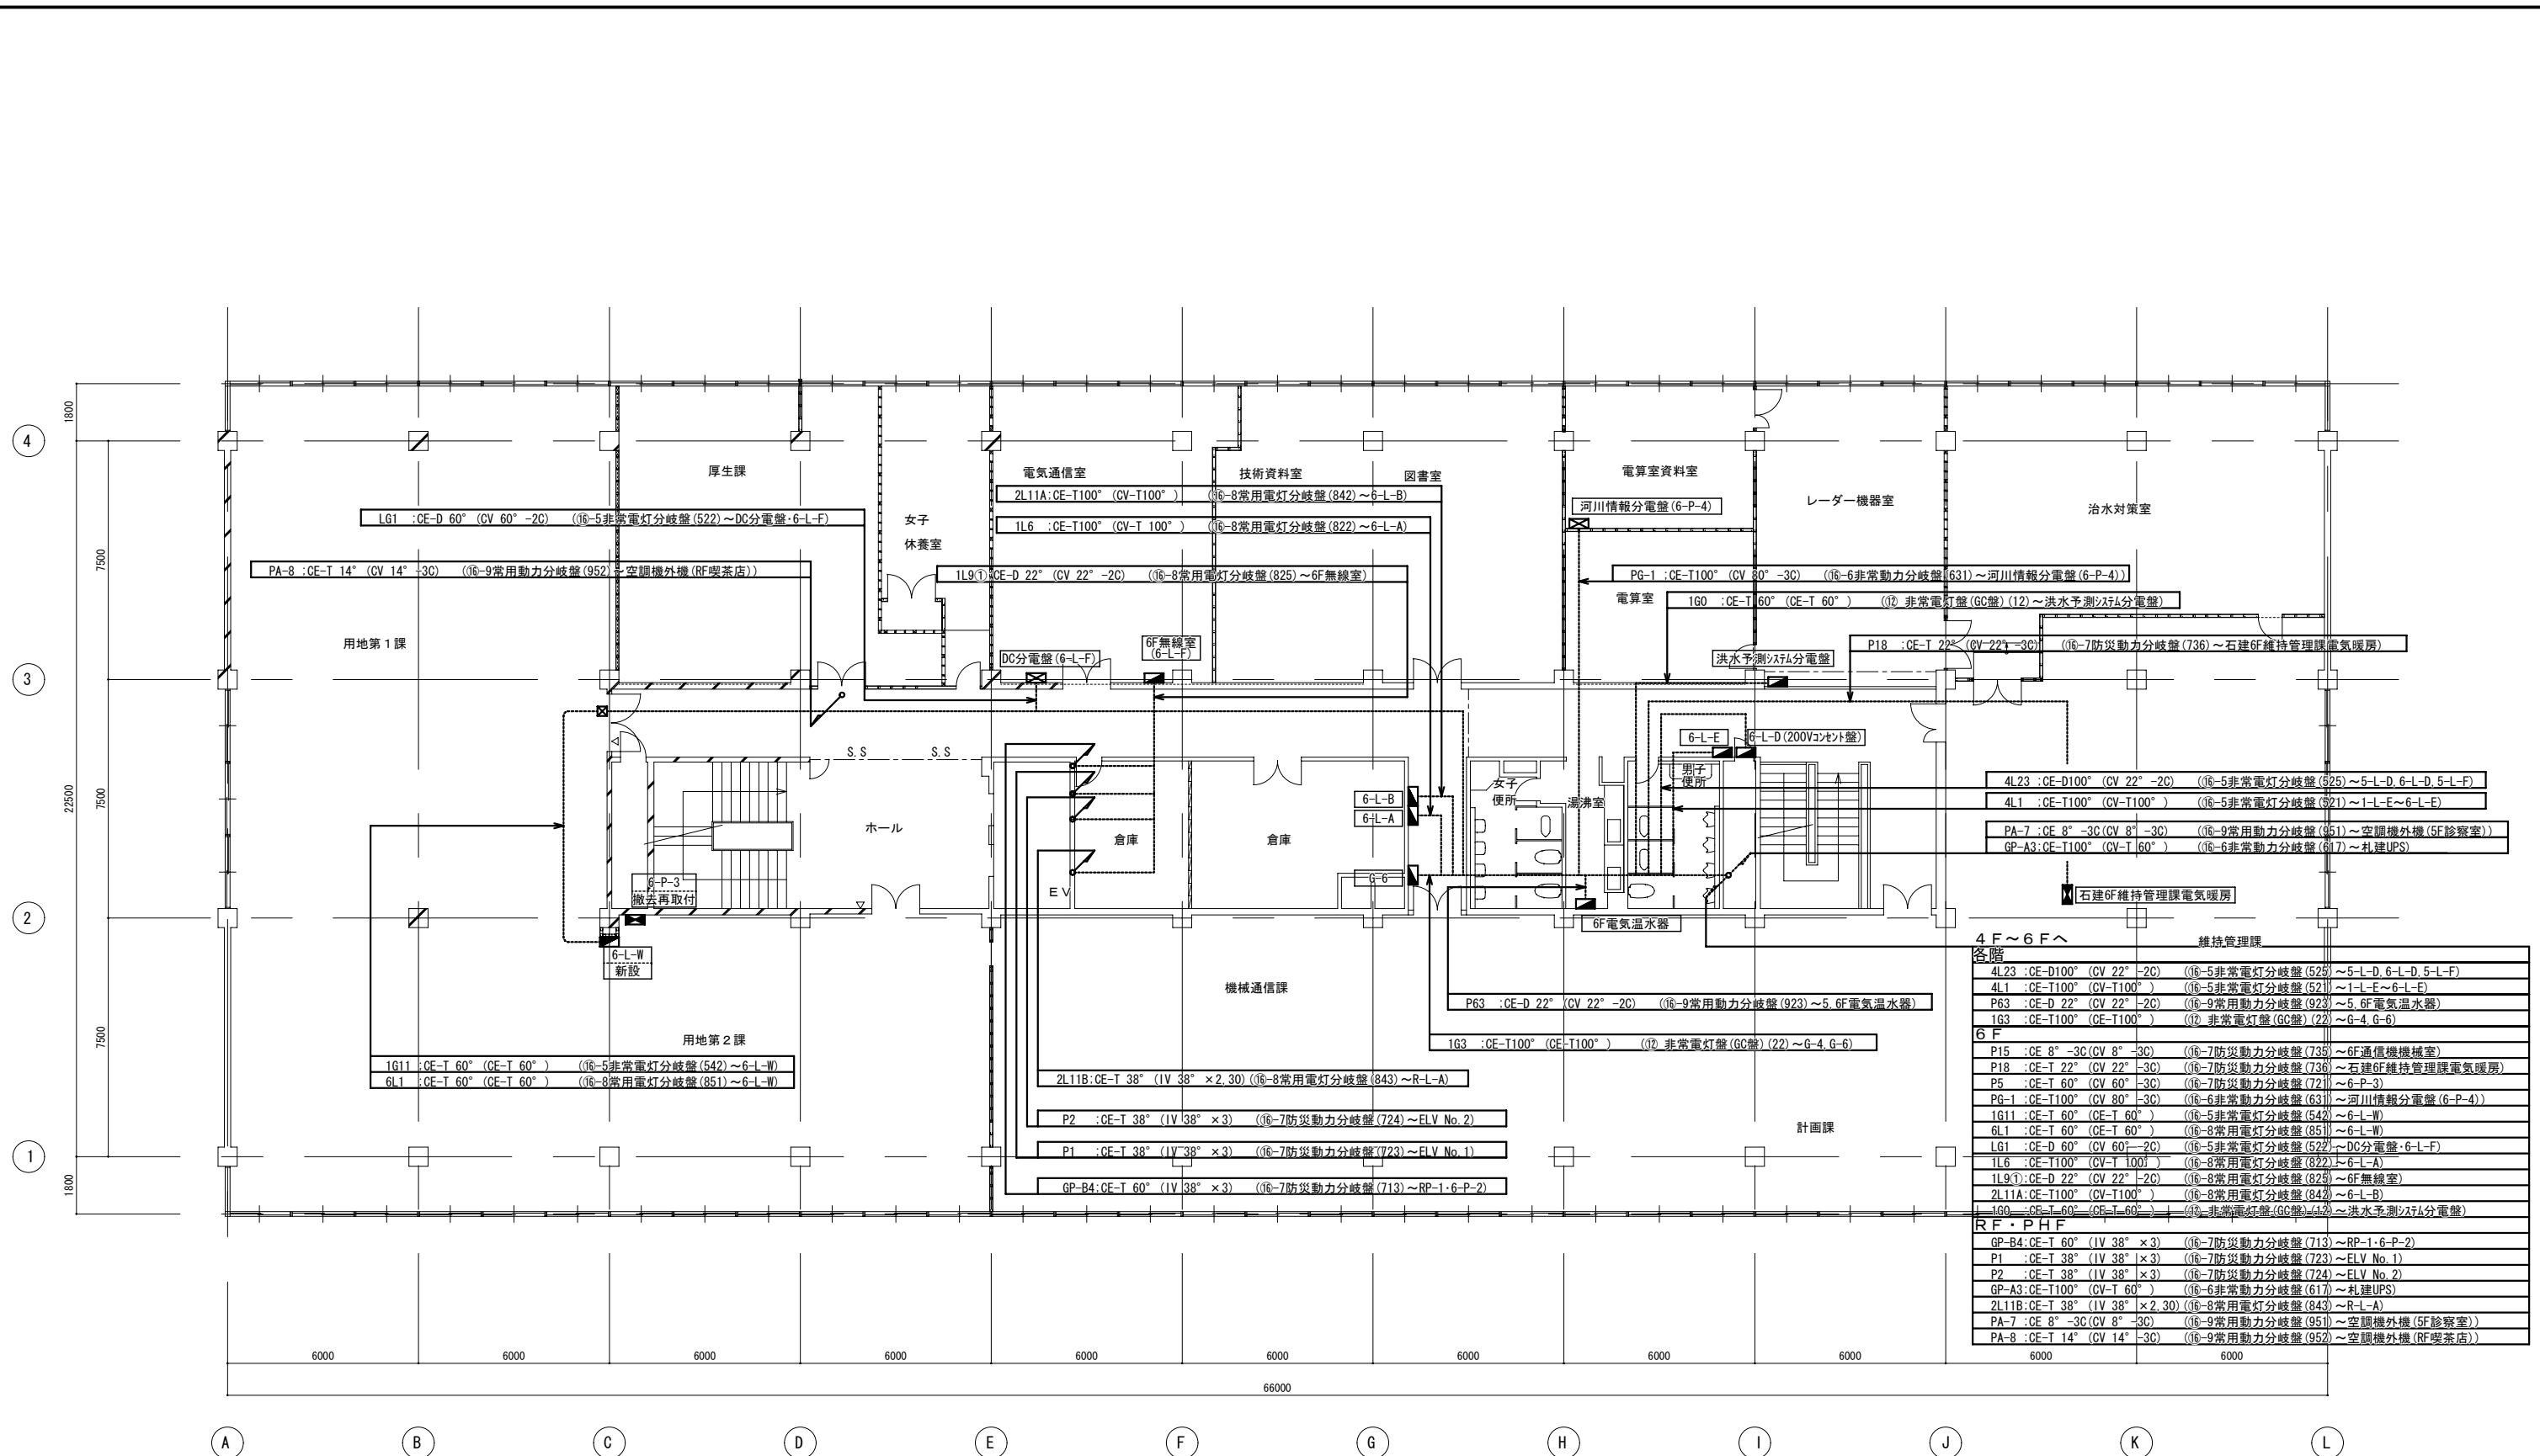 1800
4
厚生課
電気通信室
技術資料室
図書室
電算室資料室
レーダー機器室
治水対策室
2L11A:CE-T100° (CV-T100° ) (⑯-8常用電灯分岐盤(842)～6-L-B)
河川情報分電盤(6-P-4)
LG1 :CE-D 60° (CV 60° -2C) (⑯-5非常電灯分岐盤(522)～DC分電盤･6-L-F)
1L6 :CE-T100° (CV-T 100° ) (⑯-8常用電灯分岐盤(822)～6-L-A)
女子
休養室
7500
PA-8 :CE-T 14° (CV 14° -3C) (⑯-9常用動力分岐盤(952)～空調機外機(RF喫茶店))
1L9①:CE-D 22° (CV 22° -2C) (⑯-8常用電灯分岐盤(825)～6F無線室)
PG-1 :CE-T100° (CV 80° -3C) (⑯-6非常動力分岐盤(631)～河川情報分電盤(6-P-4))
電算室
1G0 :CE-T 60° (CE-T 60° ) (⑫ 非常電灯盤(GC盤)(12)～洪水予測ｼｽﾃﾑ分電盤)
用地第１課
6F無線室
(6-L-F)
P18 :CE-T 22° (CV 22° -3C) (⑯-7防災動力分岐盤(736)～石建6F維持管理課電気暖房)
DC分電盤(6-L-F)
洪水予測ｼｽﾃﾑ分電盤
3
S.S
S.S
6-L-E
6-L-D(200Vｺﾝｾﾝﾄ盤)
男子
便所
女子
便所
湯沸室
4L23 :CE-D100° (CV 22° -2C) (⑯-5非常電灯分岐盤(525)～5-L-D,6-L-D,5-L-F)
4L1 :CE-T100° (CV-T100° ) (⑯-5非常電灯分岐盤(521)～1-L-E～6-L-E)
22500
7500
6-L-B
6-L-A
ホール
倉庫
倉庫
PA-7 :CE 8° -3C(CV 8° -3C) (⑯-9常用動力分岐盤(951)～空調機外機(5F診察室))
GP-A3:CE-T100° (CV-T 60° ) (⑯-6非常動力分岐盤(617)～札建UPS)
6-P-3
撤去再取付
ＥＶ
G-6
石建6F維持管理課電気暖房
2
6F電気温水器
6-L-W
新設
4Ｆ～6Ｆへ
維持管理課
各階
4L23 :CE-D100° (CV 22° -2C) (⑯-5非常電灯分岐盤(525)～5-L-D,6-L-D,5-L-F)
4L1 :CE-T100° (CV-T100° ) (⑯-5非常電灯分岐盤(521)～1-L-E～6-L-E)
P63 :CE-D 22° (CV 22° -2C) (⑯-9常用動力分岐盤(923)～5,6F電気温水器)
1G3 :CE-T100° (CE-T100° ) (⑫ 非常電灯盤(GC盤)(22)～G-4,G-6)
6Ｆ
P15 :CE 8° -3C(CV 8° -3C) (⑯-7防災動力分岐盤(735)～6F通信機機械室)
P18 :CE-T 22° (CV 22° -3C) (⑯-7防災動力分岐盤(736)～石建6F維持管理課電気暖房)
P5 :CE-T 60° (CV 60° -3C) (⑯-7防災動力分岐盤(721)～6-P-3)
PG-1 :CE-T100° (CV 80° -3C) (⑯-6非常動力分岐盤(631)～河川情報分電盤(6-P-4))
1G11 :CE-T 60° (CE-T 60° ) (⑯-5非常電灯分岐盤(542)～6-L-W)
6L1 :CE-T 60° (CE-T 60° ) (⑯-8常用電灯分岐盤(851)～6-L-W)
LG1 :CE-D 60° (CV 60° -2C) (⑯-5非常電灯分岐盤(522)～DC分電盤･6-L-F)
1L6 :CE-T100° (CV-T 100° ) (⑯-8常用電灯分岐盤(822)～6-L-A)
1L9①:CE-D 22° (CV 22° -2C) (⑯-8常用電灯分岐盤(825)～6F無線室)
2L11A:CE-T100° (CV-T100° ) (⑯-8常用電灯分岐盤(842)～6-L-B)
1G0 :CE-T 60° (CE-T 60° ) (⑫ 非常電灯盤(GC盤)(12)～洪水予測ｼｽﾃﾑ分電盤)
ＲＦ・ＰＨＦ
GP-B4:CE-T 60° (IV 38° ×3) (⑯-7防災動力分岐盤(713)～RP-1･6-P-2)
P1 :CE-T 38° (IV 38° ×3) (⑯-7防災動力分岐盤(723)～ELV No.1)
P2 :CE-T 38° (IV 38° ×3) (⑯-7防災動力分岐盤(724)～ELV No.2)
GP-A3:CE-T100° (CV-T 60° ) (⑯-6非常動力分岐盤(617)～札建UPS)
2L11B:CE-T 38° (IV 38° ×2,30)(⑯-8常用電灯分岐盤(843)～R-L-A)
PA-7 :CE 8° -3C(CV 8° -3C) (⑯-9常用動力分岐盤(951)～空調機外機(5F診察室))
PA-8 :CE-T 14° (CV 14° -3C) (⑯-9常用動力分岐盤(952)～空調機外機(RF喫茶店))
機械通信課
P63 :CE-D 22° (CV 22° -2C) (⑯-9常用動力分岐盤(923)～5,6F電気温水器)
7500
用地第２課
1G3 :CE-T100° (CE-T100° ) (⑫ 非常電灯盤(GC盤)(22)～G-4,G-6)
1G11 :CE-T 60° (CE-T 60° ) (⑯-5非常電灯分岐盤(542)～6-L-W)
6L1 :CE-T 60° (CE-T 60° ) (⑯-8常用電灯分岐盤(851)～6-L-W)
2L11B:CE-T 38° (IV 38° ×2,30)(⑯-8常用電灯分岐盤(843)～R-L-A)
P2 :CE-T 38° (IV 38° ×3) (⑯-7防災動力分岐盤(724)～ELV No.2)
計画課
1
P1 :CE-T 38° (IV 38° ×3) (⑯-7防災動力分岐盤(723)～ELV No.1)
1800
GP-B4:CE-T 60° (IV 38° ×3) (⑯-7防災動力分岐盤(713)～RP-1･6-P-2)
6000 6000 6000 6000 6000 6000 6000 6000 6000 6000 6000
66000
A B C D E F G H I J K L